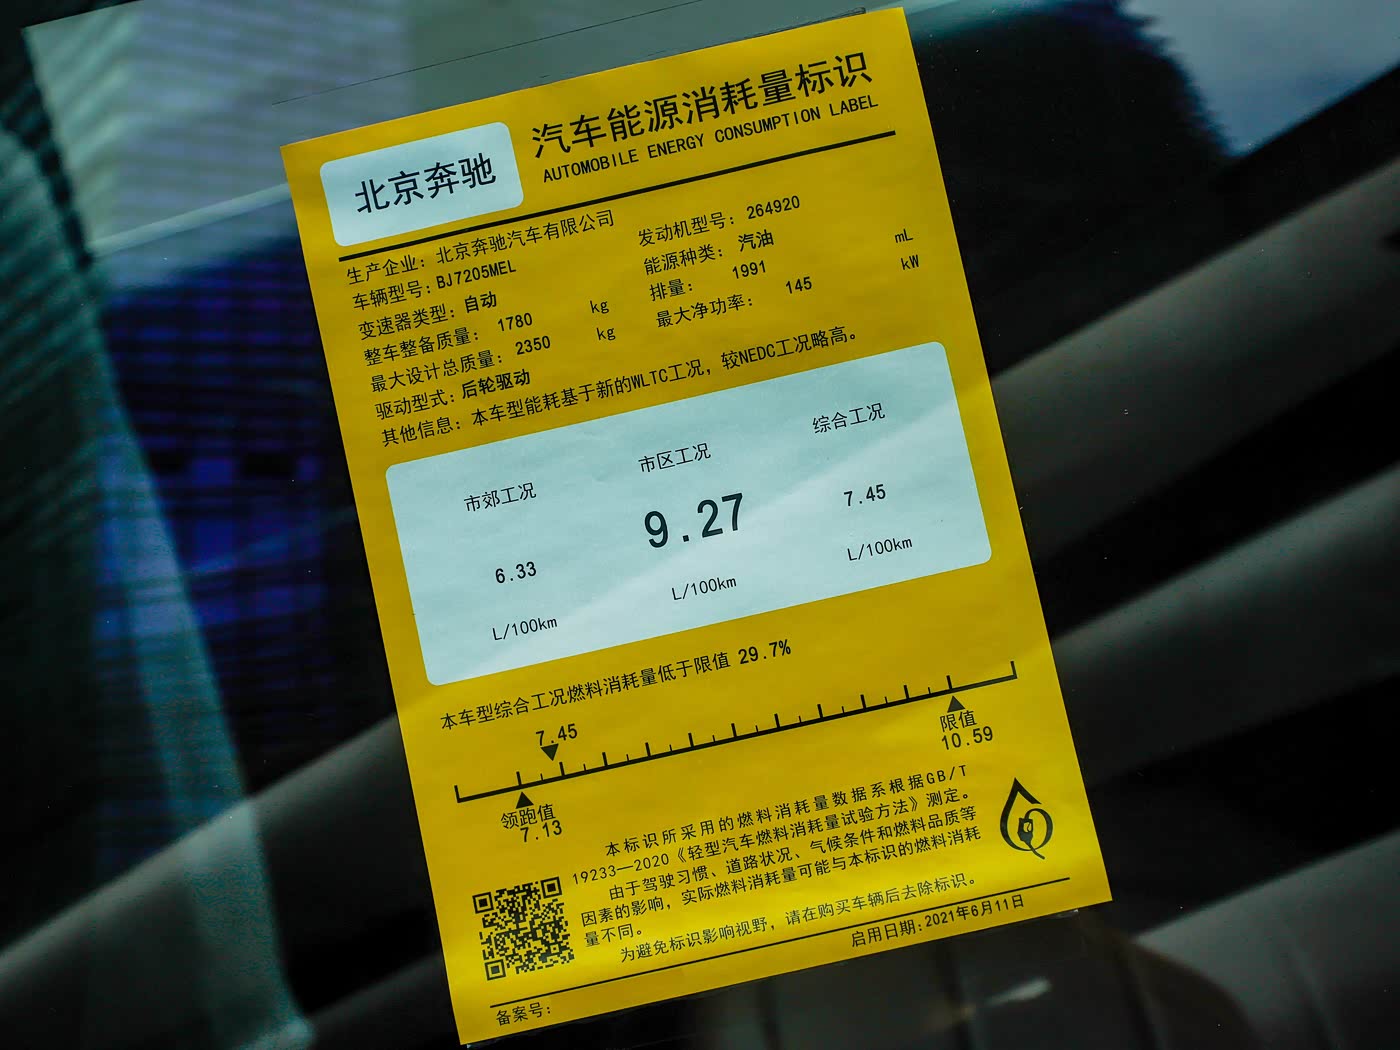 北京奔驰
汽车能源消耗量标识
AUTOMOBILE ENERGY CONSUMPTION LABEL
生产企业：北京奔驰汽车有限公司
车辆型号：BJ7205MEL
变速器类型：自动
整车整备质量： 1780 kg
最大设计总质量： 2350 kg
驱动型式：后轮驱动
其他信息：本车型能耗基于新的WLTC工况，较NEDC工况略高。
发动机型号：264920
能源种类： 汽油
排量： 1991 mL
最大净功率： 145 kW
市郊工况
6.33
L/100km
市区工况
9.27
L/100km
综合工况
7.45
L/100km
本车型综合工况燃料消耗量低于限值 29.7%
7.45
领跑值
7.13
限值
10.59
本标识所采用的燃料消耗量数据系根据GB/T
19233—2020《轻型汽车燃料消耗量试验方法》测定。
由于驾驶习惯、道路状况、气候条件和燃料品质等
因素的影响，实际燃料消耗量可能与本标识的燃料消耗
量不同。
为避免标识影响视野，请在购买车辆后去除标识。
启用日期：2021年6月11日
备案号：